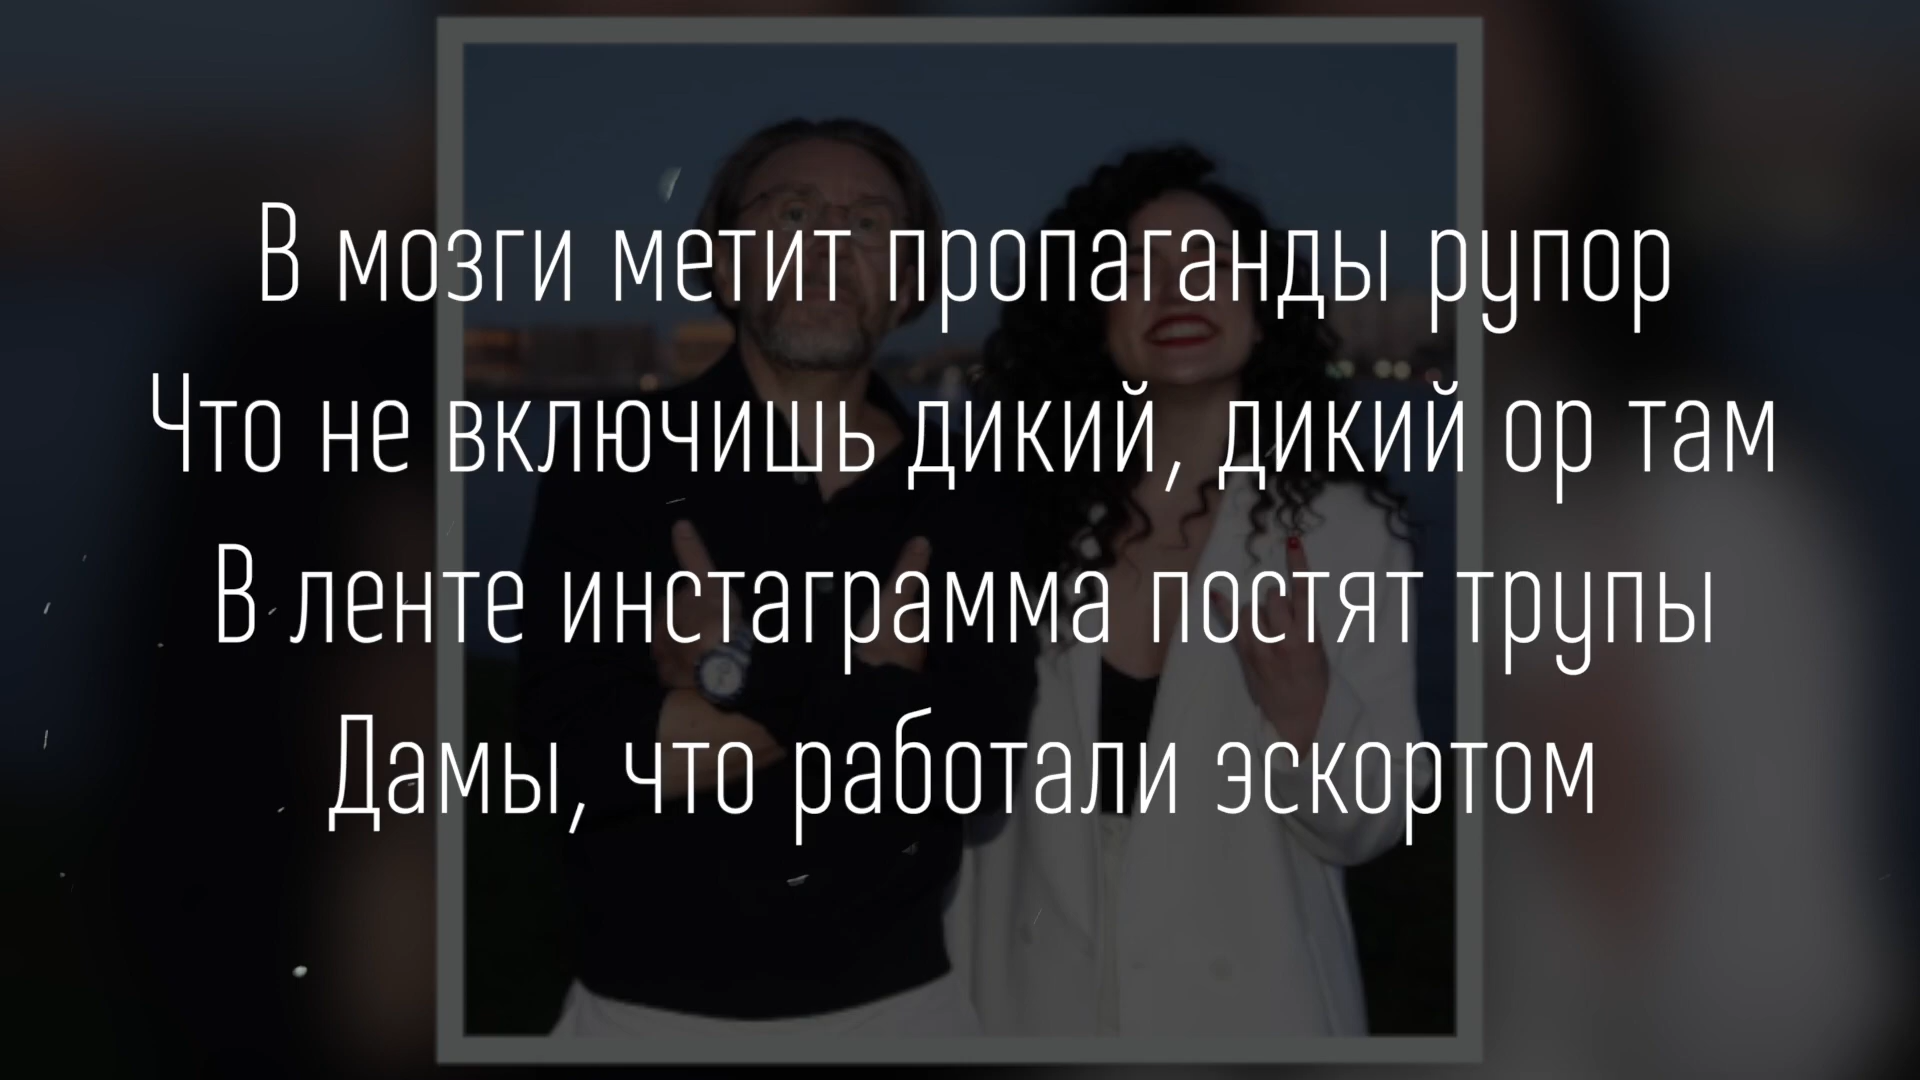 В мозги метит пропаганды рупор
Что не включишь дикий, дикий ор там
В ленте инстаграмма постят трупы
Дамы, что работали эскортом